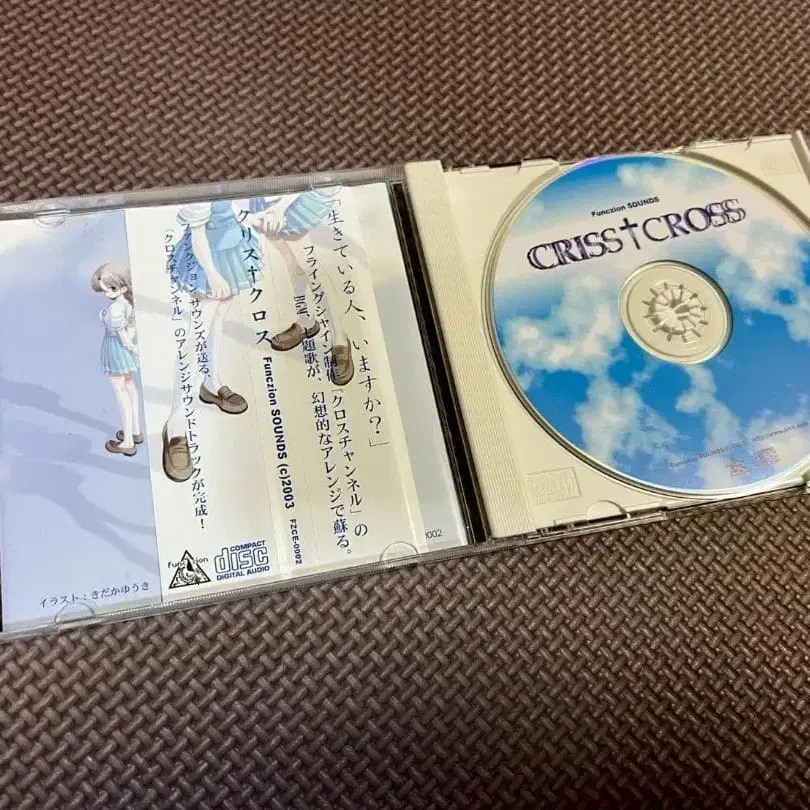 「生きている人、いますか？」
フライングシャイン制作「クロスチャンネル」の
BGM、主題歌が、幻想的なアレンジで蘇る。
クリス†クロス
Funczion SOUNDS (c)2003 FZCE-0002
ファンクションサウンズが送る、
「クロスチャンネル」のアレンジサウンドトラックが完成！
Function
COMPACT
disc
DIGITAL AUDIO
イラスト：きだかゆうき
0002
Funczion SOUNDS
CRISS†CROSS